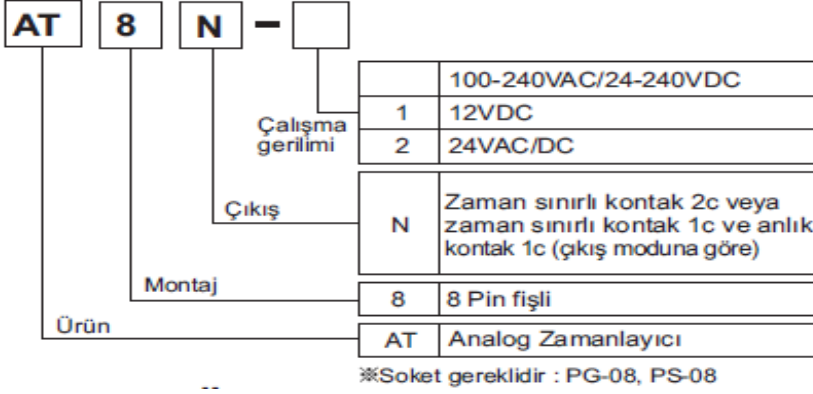 AT 8 N -
100-240VAC/24-240VDC
Çalışma gerilimi
1 12VDC
2 24VAC/DC
Çıkış
N
Zaman sınırlı kontak 2c veya
zaman sınırlı kontak 1c ve anlık
kontak 1c (çıkış moduna göre)
Montaj
8 8 Pin fişli
Ürün
AT Analog Zamanlayıcı
※Soket gereklidir : PG-08, PS-08